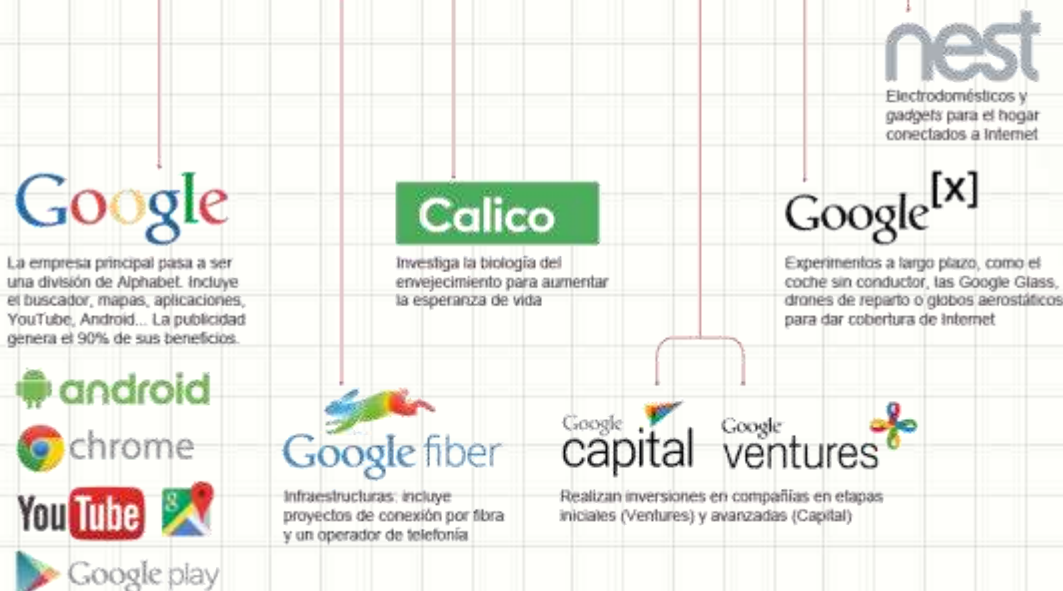 nest
Electrodomésticos y
gadgets para el hogar
conectados a Internet
Google
La empresa principal pasa a ser
una división de Alphabet. Incluye
el buscador, mapas, aplicaciones,
YouTube, Android... La publicidad
genera el 90% de sus beneficios.
android
chrome
YouTube
8
Google play
Calico
Investiga la biología del
envejecimiento para aumentar
la esperanza de vida
Google[x]
Experimentos a largo plazo, como el
coche sin conductor, las Google Glass,
drones de reparto o globos aerostáticos
para dar cobertura de Internet
Google fiber
Infraestructuras: incluye
proyectos de conexión por fibra
y un operador de telefonía
Google
capital
Google
ventures
Realizan inversiones en compañías en etapas
iniciales (Ventures) y avanzadas (Capital)